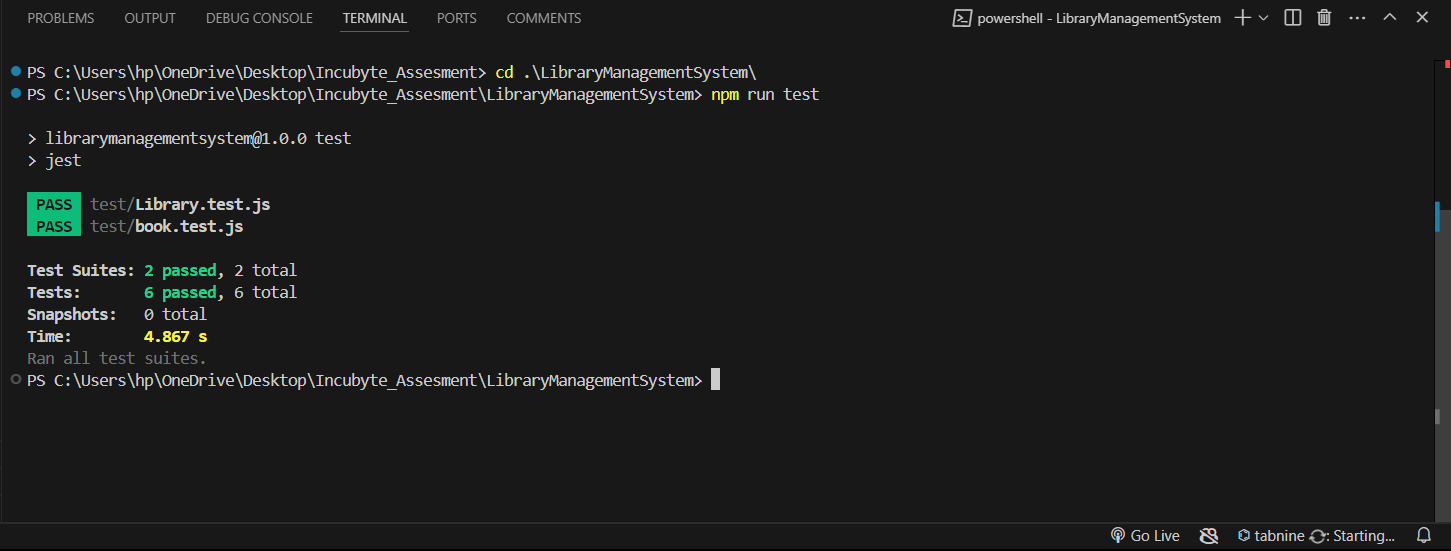 PROBLEMS OUTPUT DEBUG CONSOLE TERMINAL PORTS COMMENTS powershell - LibraryManagementSystem
PS C:\Users\hp\OneDrive\Desktop\Incubyte_Assesment> cd .\LibraryManagementSystem\
PS C:\Users\hp\OneDrive\Desktop\Incubyte_Assesment\LibraryManagementSystem> npm run test
> librarymanagementsystem@1.0.0 test
> jest
PASS test/Library.test.js
PASS test/book.test.js
Test Suites: 2 passed, 2 total
Tests: 6 passed, 6 total
Snapshots: 0 total
Time: 4.867 s
Ran all test suites.
PS C:\Users\hp\OneDrive\Desktop\Incubyte_Assesment\LibraryManagementSystem>
Go Live tabnine : Starting...